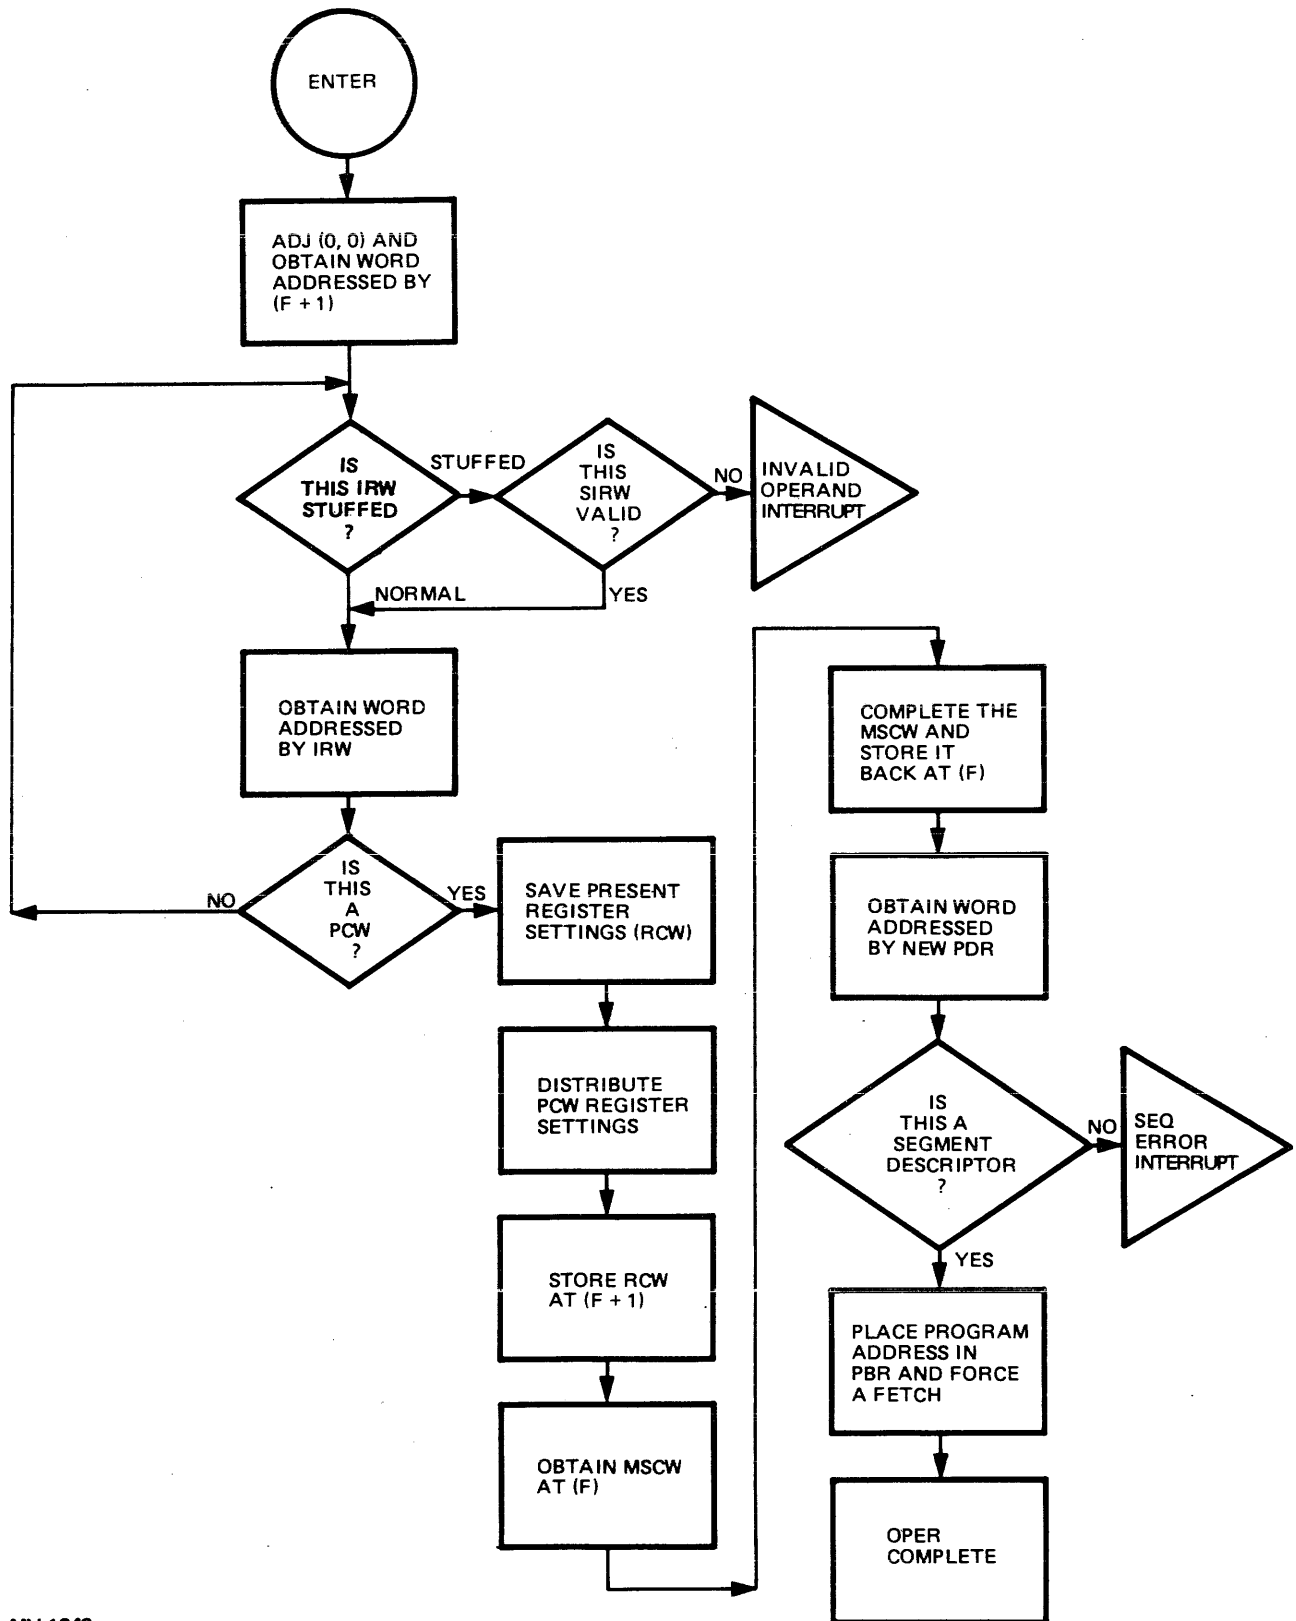 ENTER
ADJ (0, 0) AND
OBTAIN WORD
ADDRESSED BY
(F + 1)
IS
THIS IRW
STUFFED
?
STUFFED
IS
THIS
SIRW
VALID
?
NO
INVALID
OPERAND
INTERRUPT
NORMAL
YES
OBTAIN WORD
ADDRESSED
BY IRW
IS
THIS
A
PCW
?
NO
YES
SAVE PRESENT
REGISTER
SETTINGS (RCW)
DISTRIBUTE
PCW REGISTER
SETTINGS
STORE RCW
AT (F + 1)
OBTAIN MSCW
AT (F)
COMPLETE THE
MSCW AND
STORE IT
BACK AT (F)
OBTAIN WORD
ADDRESSED
BY NEW PDR
IS
THIS A
SEGMENT
DESCRIPTOR
?
NO
SEQ
ERROR
INTERRUPT
YES
PLACE PROGRAM
ADDRESS IN
PBR AND FORCE
A FETCH
OPER
COMPLETE